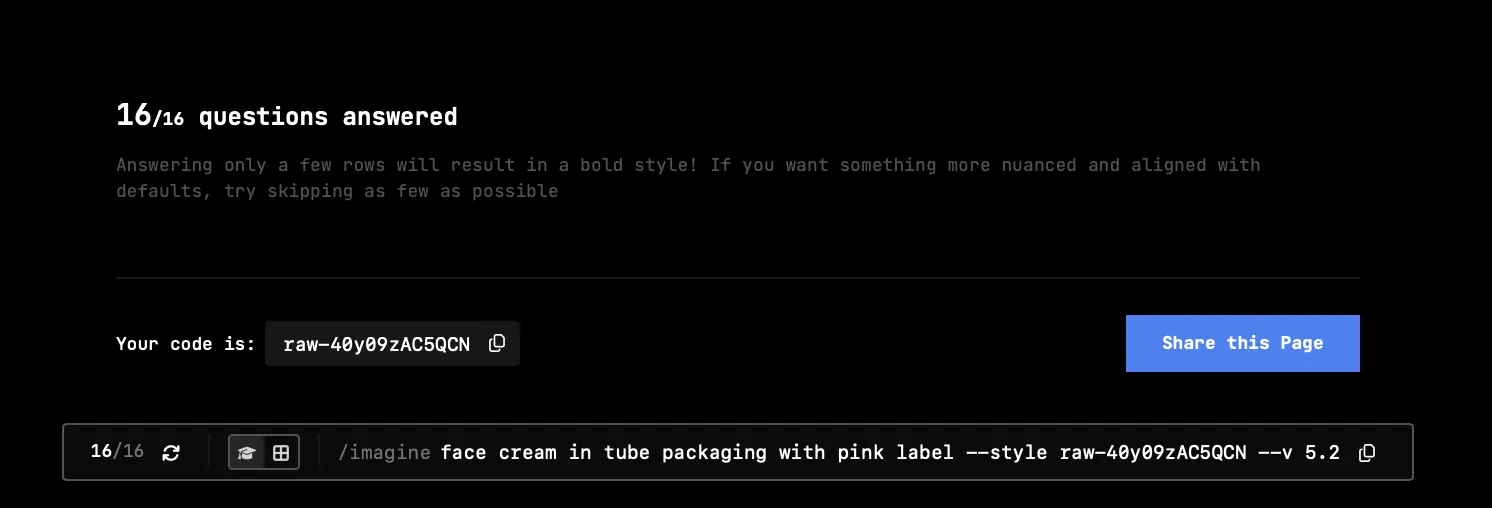 16/16 questions answered
Answering only a few rows will result in a bold style! If you want something more nuanced and aligned with
defaults, try skipping as few as possible
Your code is: raw-40y09zAC5QCN
Share this Page
16/16 /imagine face cream in tube packaging with pink label --style raw-40y09zAC5QCN --v 5.2